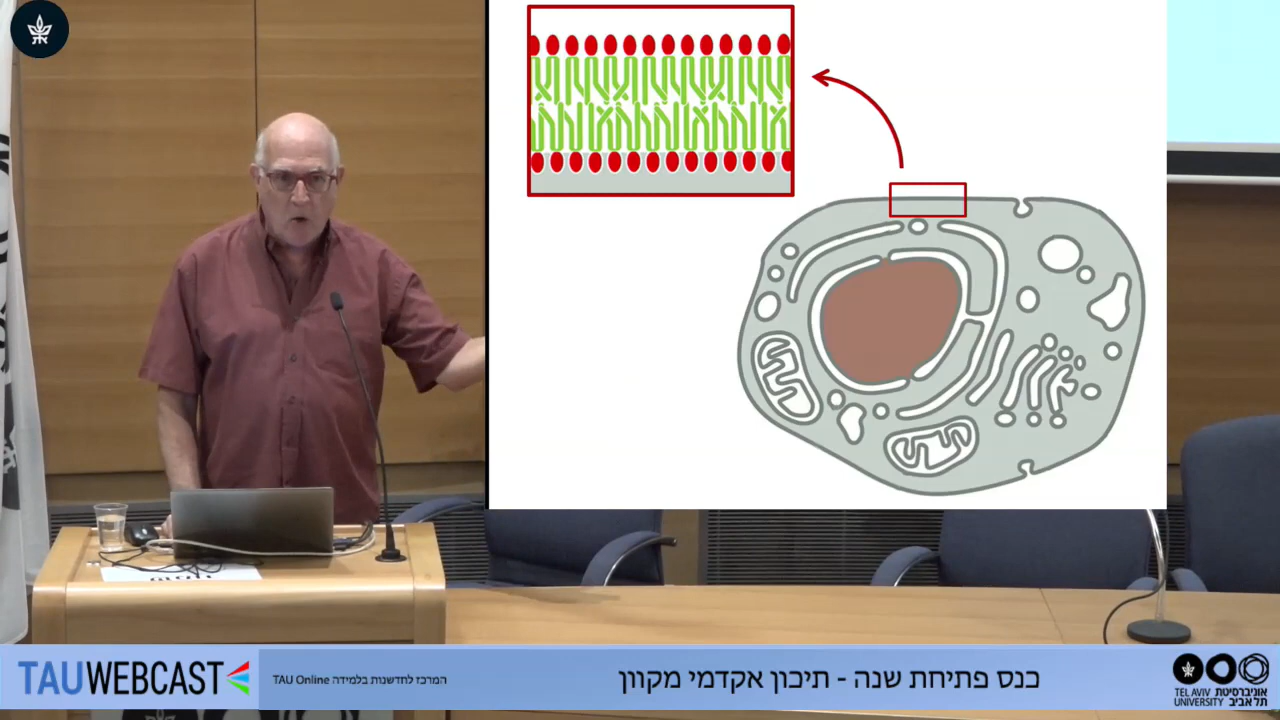 TAUWEBCAST
המרכז לחדשנות בלמידה TAU Online
כנס פתיחת שנה - תיכון אקדמי מקוון
TEL AVIV אוניברסיטת
UNIVERSITY תל אביב